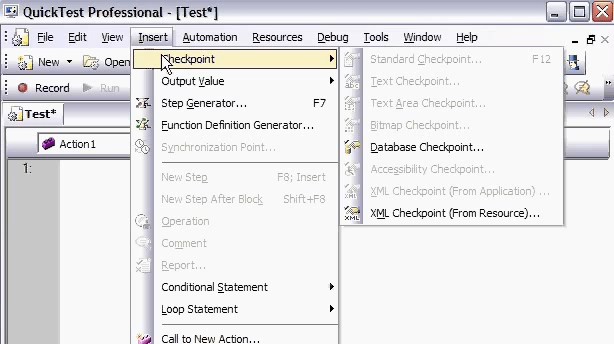 QuickTest Professional - [Test*]
File Edit View Insert Automation Resources Debug Tools Window Help
New Open
Record Run
Test*
Action1
1:
Checkpoint
Output Value
Step Generator... F7
Function Definition Generator...
Synchronization Point...
New Step F8; Insert
New Step After Block Shift+F8
Operation
Comment
Report...
Conditional Statement
Loop Statement
Call to New Action...
Standard Checkpoint... F12
Text Checkpoint...
Text Area Checkpoint...
Bitmap Checkpoint...
Database Checkpoint...
Accessibility Checkpoint...
XML Checkpoint (From Application) ...
XML Checkpoint (From Resource)...